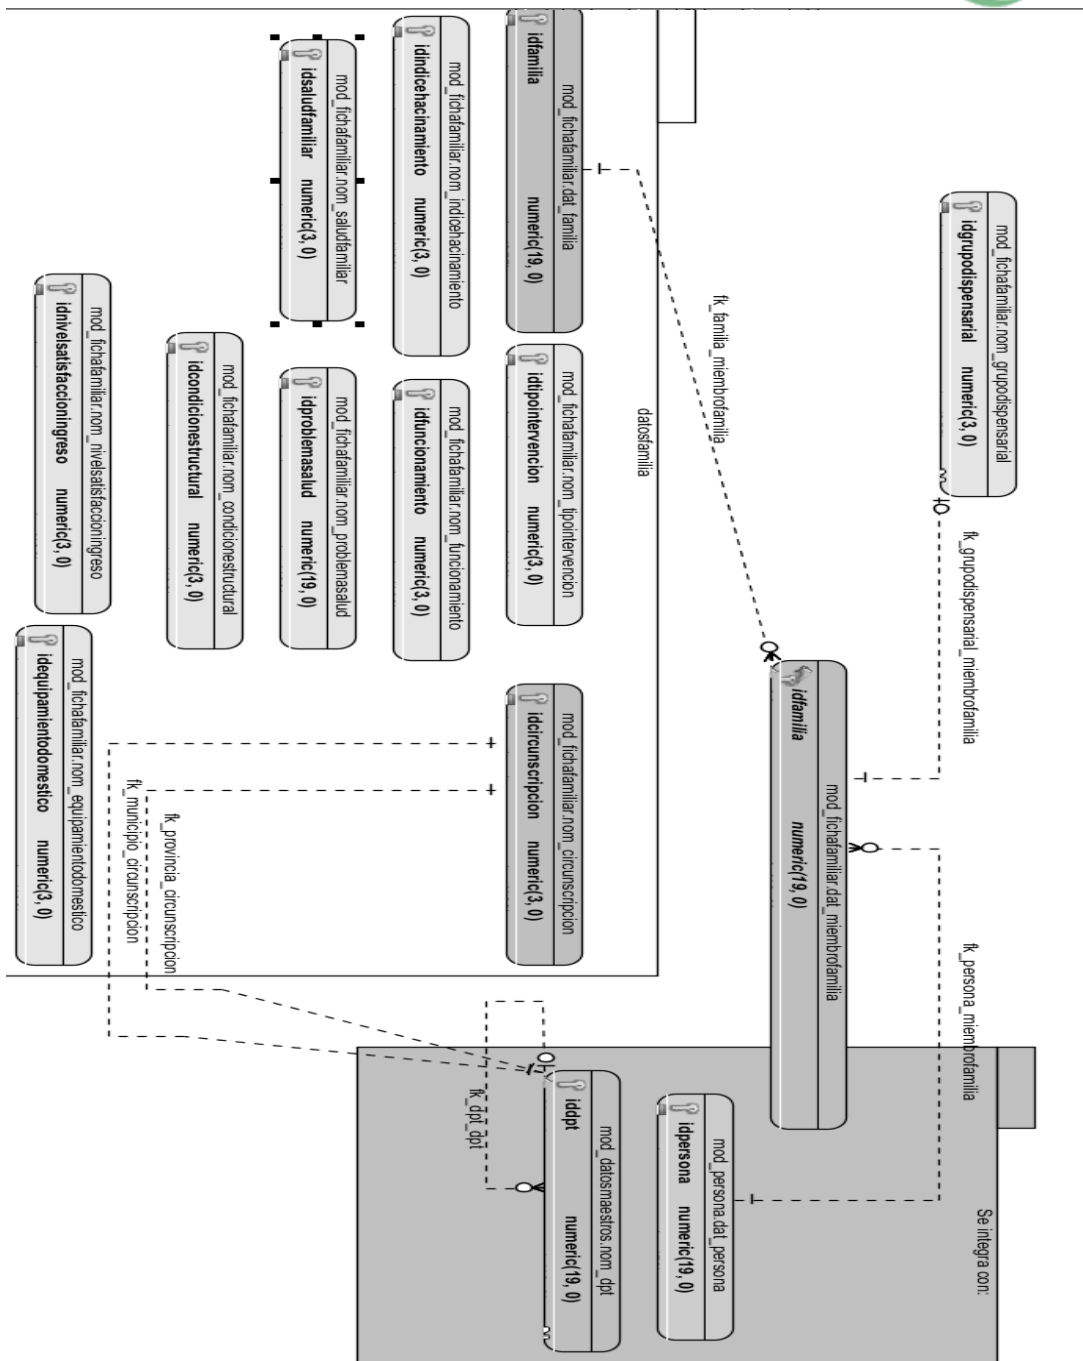 mod_fichafamiliar.nom_grupodispensarial
idgrupodispensarial numeric(3, 0)
fk_grupodispensarial_miembrofamilia
fk_persona_miembrofamilia
Se integra con:
mod_fichafamiliar.dat_miembrofamilia
idfamilia numeric(19, 0)
fk_familia_miembrofamilia
mod_persona.dat_persona
idpersona numeric(19, 0)
datosfamilia
mod_datosmaestros.nom_dpt
iddpt numeric(19, 0)
fk_dpt_dpt
mod_fichafamiliar.dat_familia
idfamilia numeric(19, 0)
mod_fichafamiliar.nom_tipointervencion
idtipointervencion numeric(3, 0)
mod_fichafamiliar.nom_circunscripcion
idcircunscripcion numeric(3, 0)
mod_fichafamiliar.nom_indicehacinamiento
idindicehacinamiento numeric(3, 0)
mod_fichafamiliar.nom_funcionamiento
idfuncionamiento numeric(3, 0)
mod_fichafamiliar.nom_saludfamiliar
idsaludfamiliar numeric(3, 0)
mod_fichafamiliar.nom_problemasalud
idproblemasalud numeric(19, 0)
mod_fichafamiliar.nom_condicionestructural
idcondicionestructural numeric(3, 0)
fk_provincia_circunscripcion
fk_municipio_circunscripcion
mod_fichafamiliar.nom_nivelsatisfaccioningreso
idnivelsatisfaccioningreso numeric(3, 0)
mod_fichafamiliar.nom_equipamientodomestico
idequipamientodomestico numeric(3, 0)